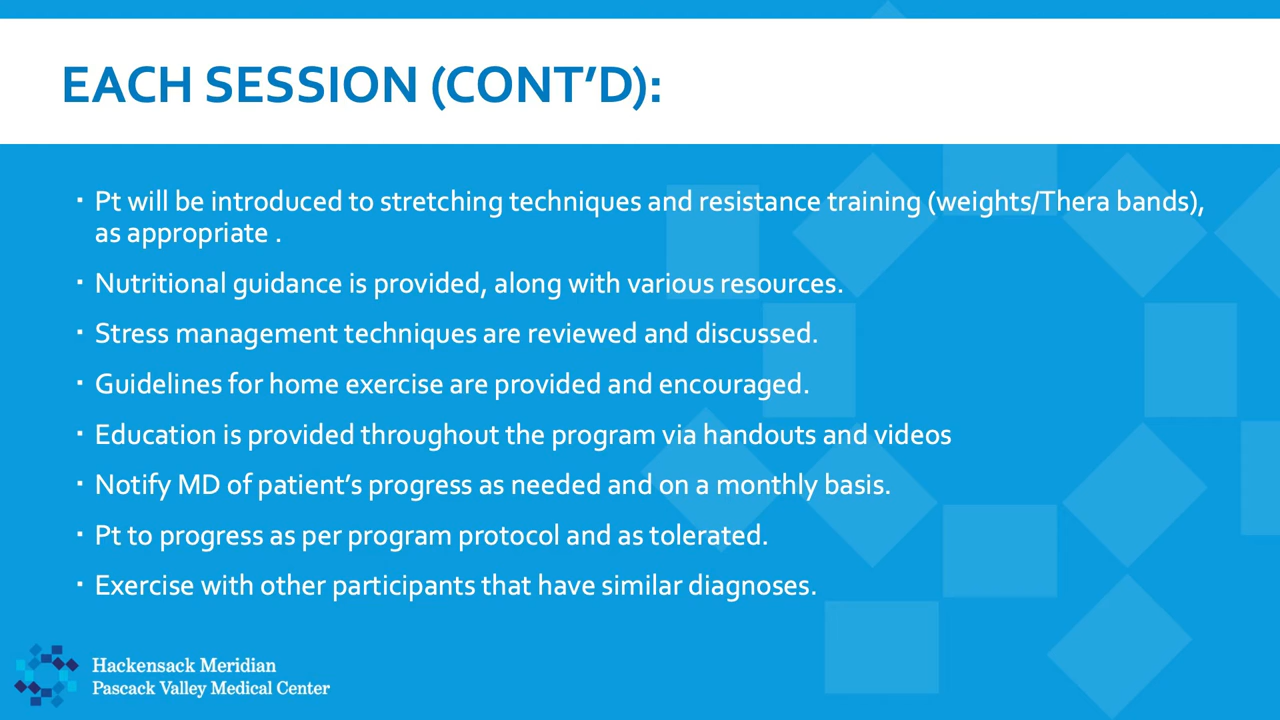 EACH SESSION (CONT’D):
▪ Pt will be introduced to stretching techniques and resistance training (weights/Thera bands),
as appropriate .
▪ Nutritional guidance is provided, along with various resources.
▪ Stress management techniques are reviewed and discussed.
▪ Guidelines for home exercise are provided and encouraged.
▪ Education is provided throughout the program via handouts and videos
▪ Notify MD of patient’s progress as needed and on a monthly basis.
▪ Pt to progress as per program protocol and as tolerated.
▪ Exercise with other participants that have similar diagnoses.
Hackensack Meridian
Pascack Valley Medical Center